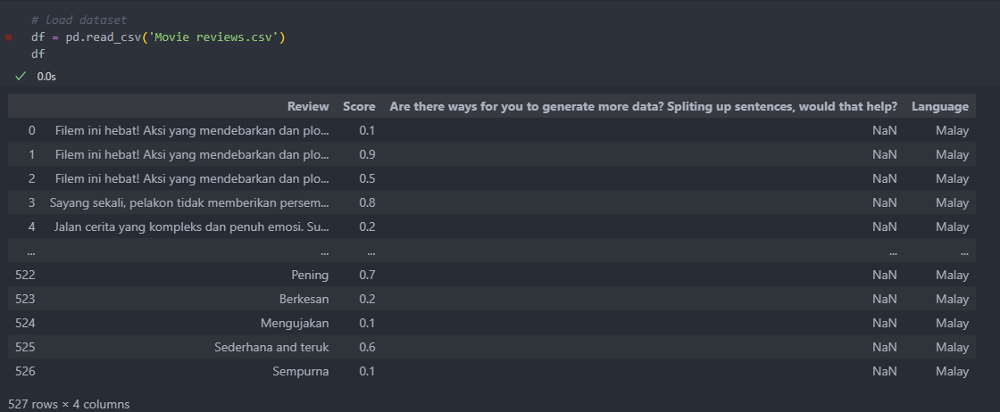 # Load dataset
df = pd.read_csv('Movie reviews.csv')
df
0.0s
Review Score Are there ways for you to generate more data? Spliting up sentences, would that help? Language
0 Filem ini hebat! Aksi yang mendebarkan dan plo... 0.1 NaN Malay
1 Filem ini hebat! Aksi yang mendebarkan dan plo... 0.9 NaN Malay
2 Filem ini hebat! Aksi yang mendebarkan dan plo... 0.5 NaN Malay
3 Sayang sekali, pelakon tidak memberikan persem... 0.8 NaN Malay
4 Jalan cerita yang kompleks dan penuh emosi. Su... 0.2 NaN Malay
... ... ... ... ...
522 Pening 0.7 NaN Malay
523 Berkesan 0.2 NaN Malay
524 Mengujakan 0.1 NaN Malay
525 Sederhana and teruk 0.6 NaN Malay
526 Sempurna 0.1 NaN Malay
527 rows × 4 columns